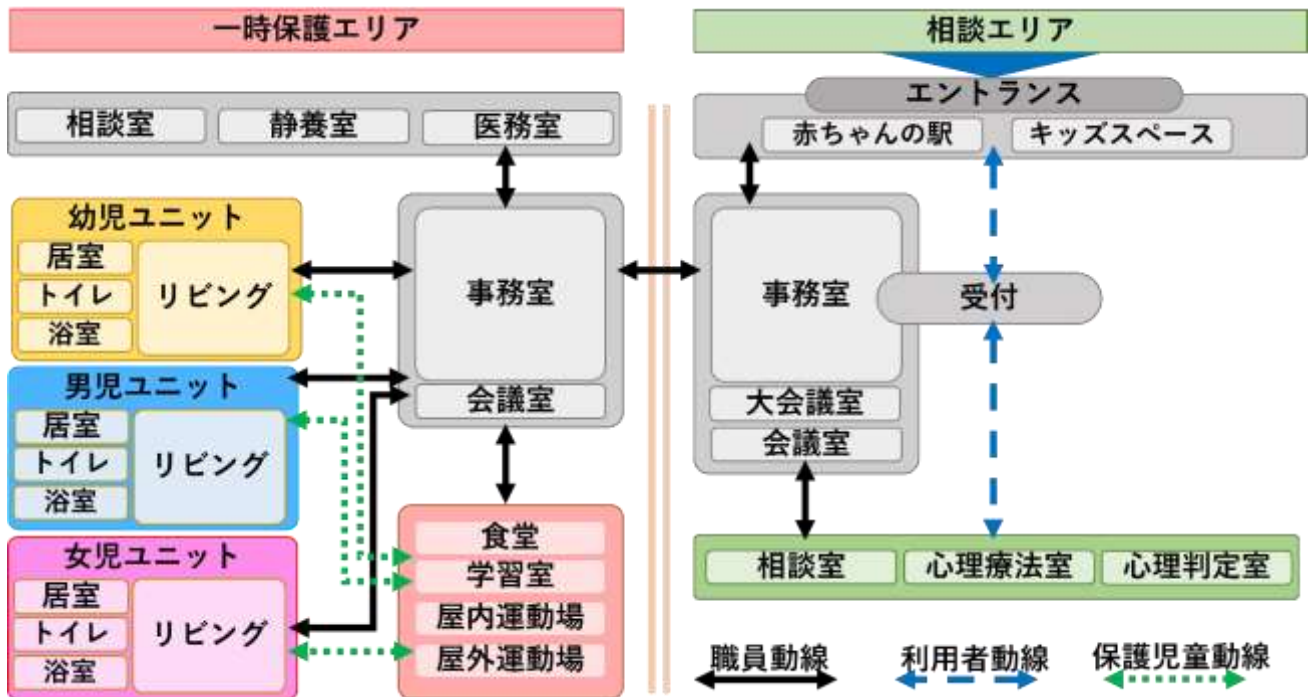 一時保護エリア
相談室
静養室
医務室
幼児ユニット
居室
トイレ
浴室
リビング
男児ユニット
居室
トイレ
浴室
リビング
女児ユニット
居室
トイレ
浴室
リビング
事務室
会議室
食堂
学習室
屋内運動場
屋外運動場
相談エリア
エントランス
赤ちゃんの駅
キッズスペース
事務室
受付
大会議室
会議室
相談室
心理療法室
心理判定室
職員動線
利用者動線
保護児童動線